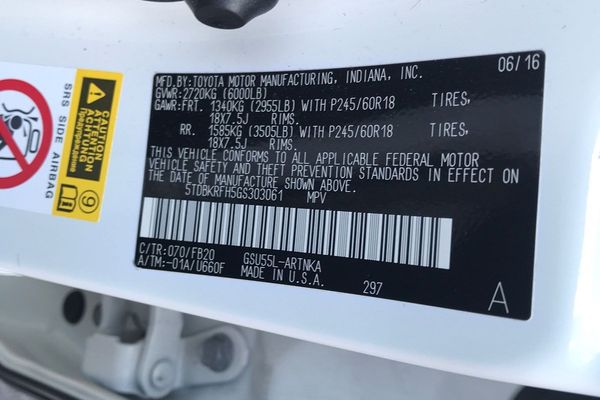 MFD.BY:TOYOTA MOTOR MANUFACTURING, INDIANA, INC. 06/16
GVWR:2720KG (6000LB)
GAWR:FRT. 1340KG (2955LB) WITH P245/60R18 TIRES,
18X7.5J RIMS.
RR. 1585KG (3505LB) WITH P245/60R18 TIRES,
18X7.5J RIMS.
THIS VEHICLE CONFORMS TO ALL APPLICABLE FEDERAL MOTOR
VEHICLE SAFETY AND THEFT PREVENTION STANDARDS IN EFFECT ON
THE DATE OF MANUFACTURE SHOWN ABOVE.
5TDBKRFH5GS303061 MPV
C/TR:070/FB20 GSU55L-ARTNKA
A/TM:-01A/U660F MADE IN U.S.A. 297 A
SRS SIDE AIRBAG
CAUTION
ATTENTION
ACHTUNG
9